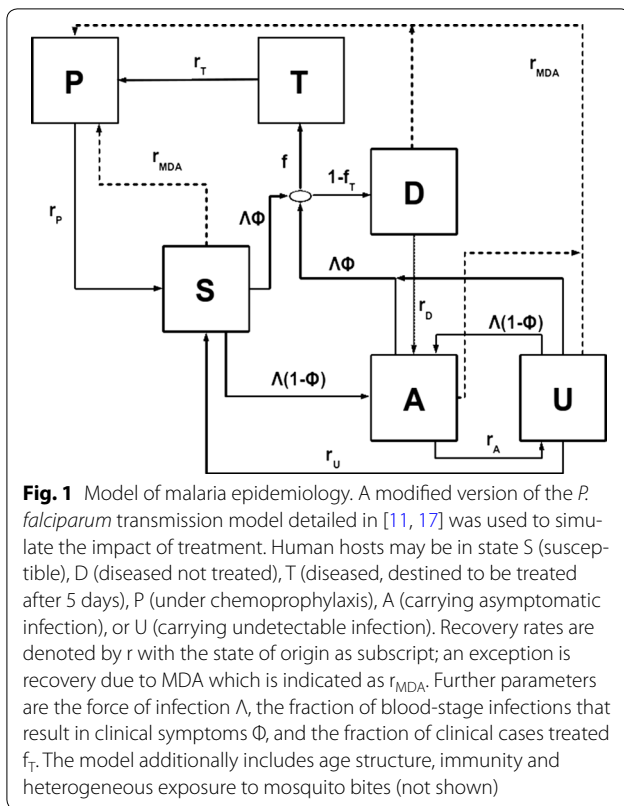 r_MDA
P
r_T
T
r_MDA
f
1-f_T
D
r_P
ΛΦ
S
ΛΦ
r_D
Λ(1-Φ)
Λ(1-Φ)
A
U
r_A
r_U
Fig. 1 Model of malaria epidemiology. A modified version of the P.
falciparum transmission model detailed in [11, 17] was used to simu-
late the impact of treatment. Human hosts may be in state S (suscep-
tible), D (diseased not treated), T (diseased, destined to be treated
after 5 days), P (under chemoprophylaxis), A (carrying asymptomatic
infection), or U (carrying undetectable infection). Recovery rates are
denoted by r with the state of origin as subscript; an exception is
recovery due to MDA which is indicated as r_MDA. Further parameters
are the force of infection Λ, the fraction of blood-stage infections that
result in clinical symptoms Φ, and the fraction of clinical cases treated
f_T. The model additionally includes age structure, immunity and
heterogeneous exposure to mosquito bites (not shown)